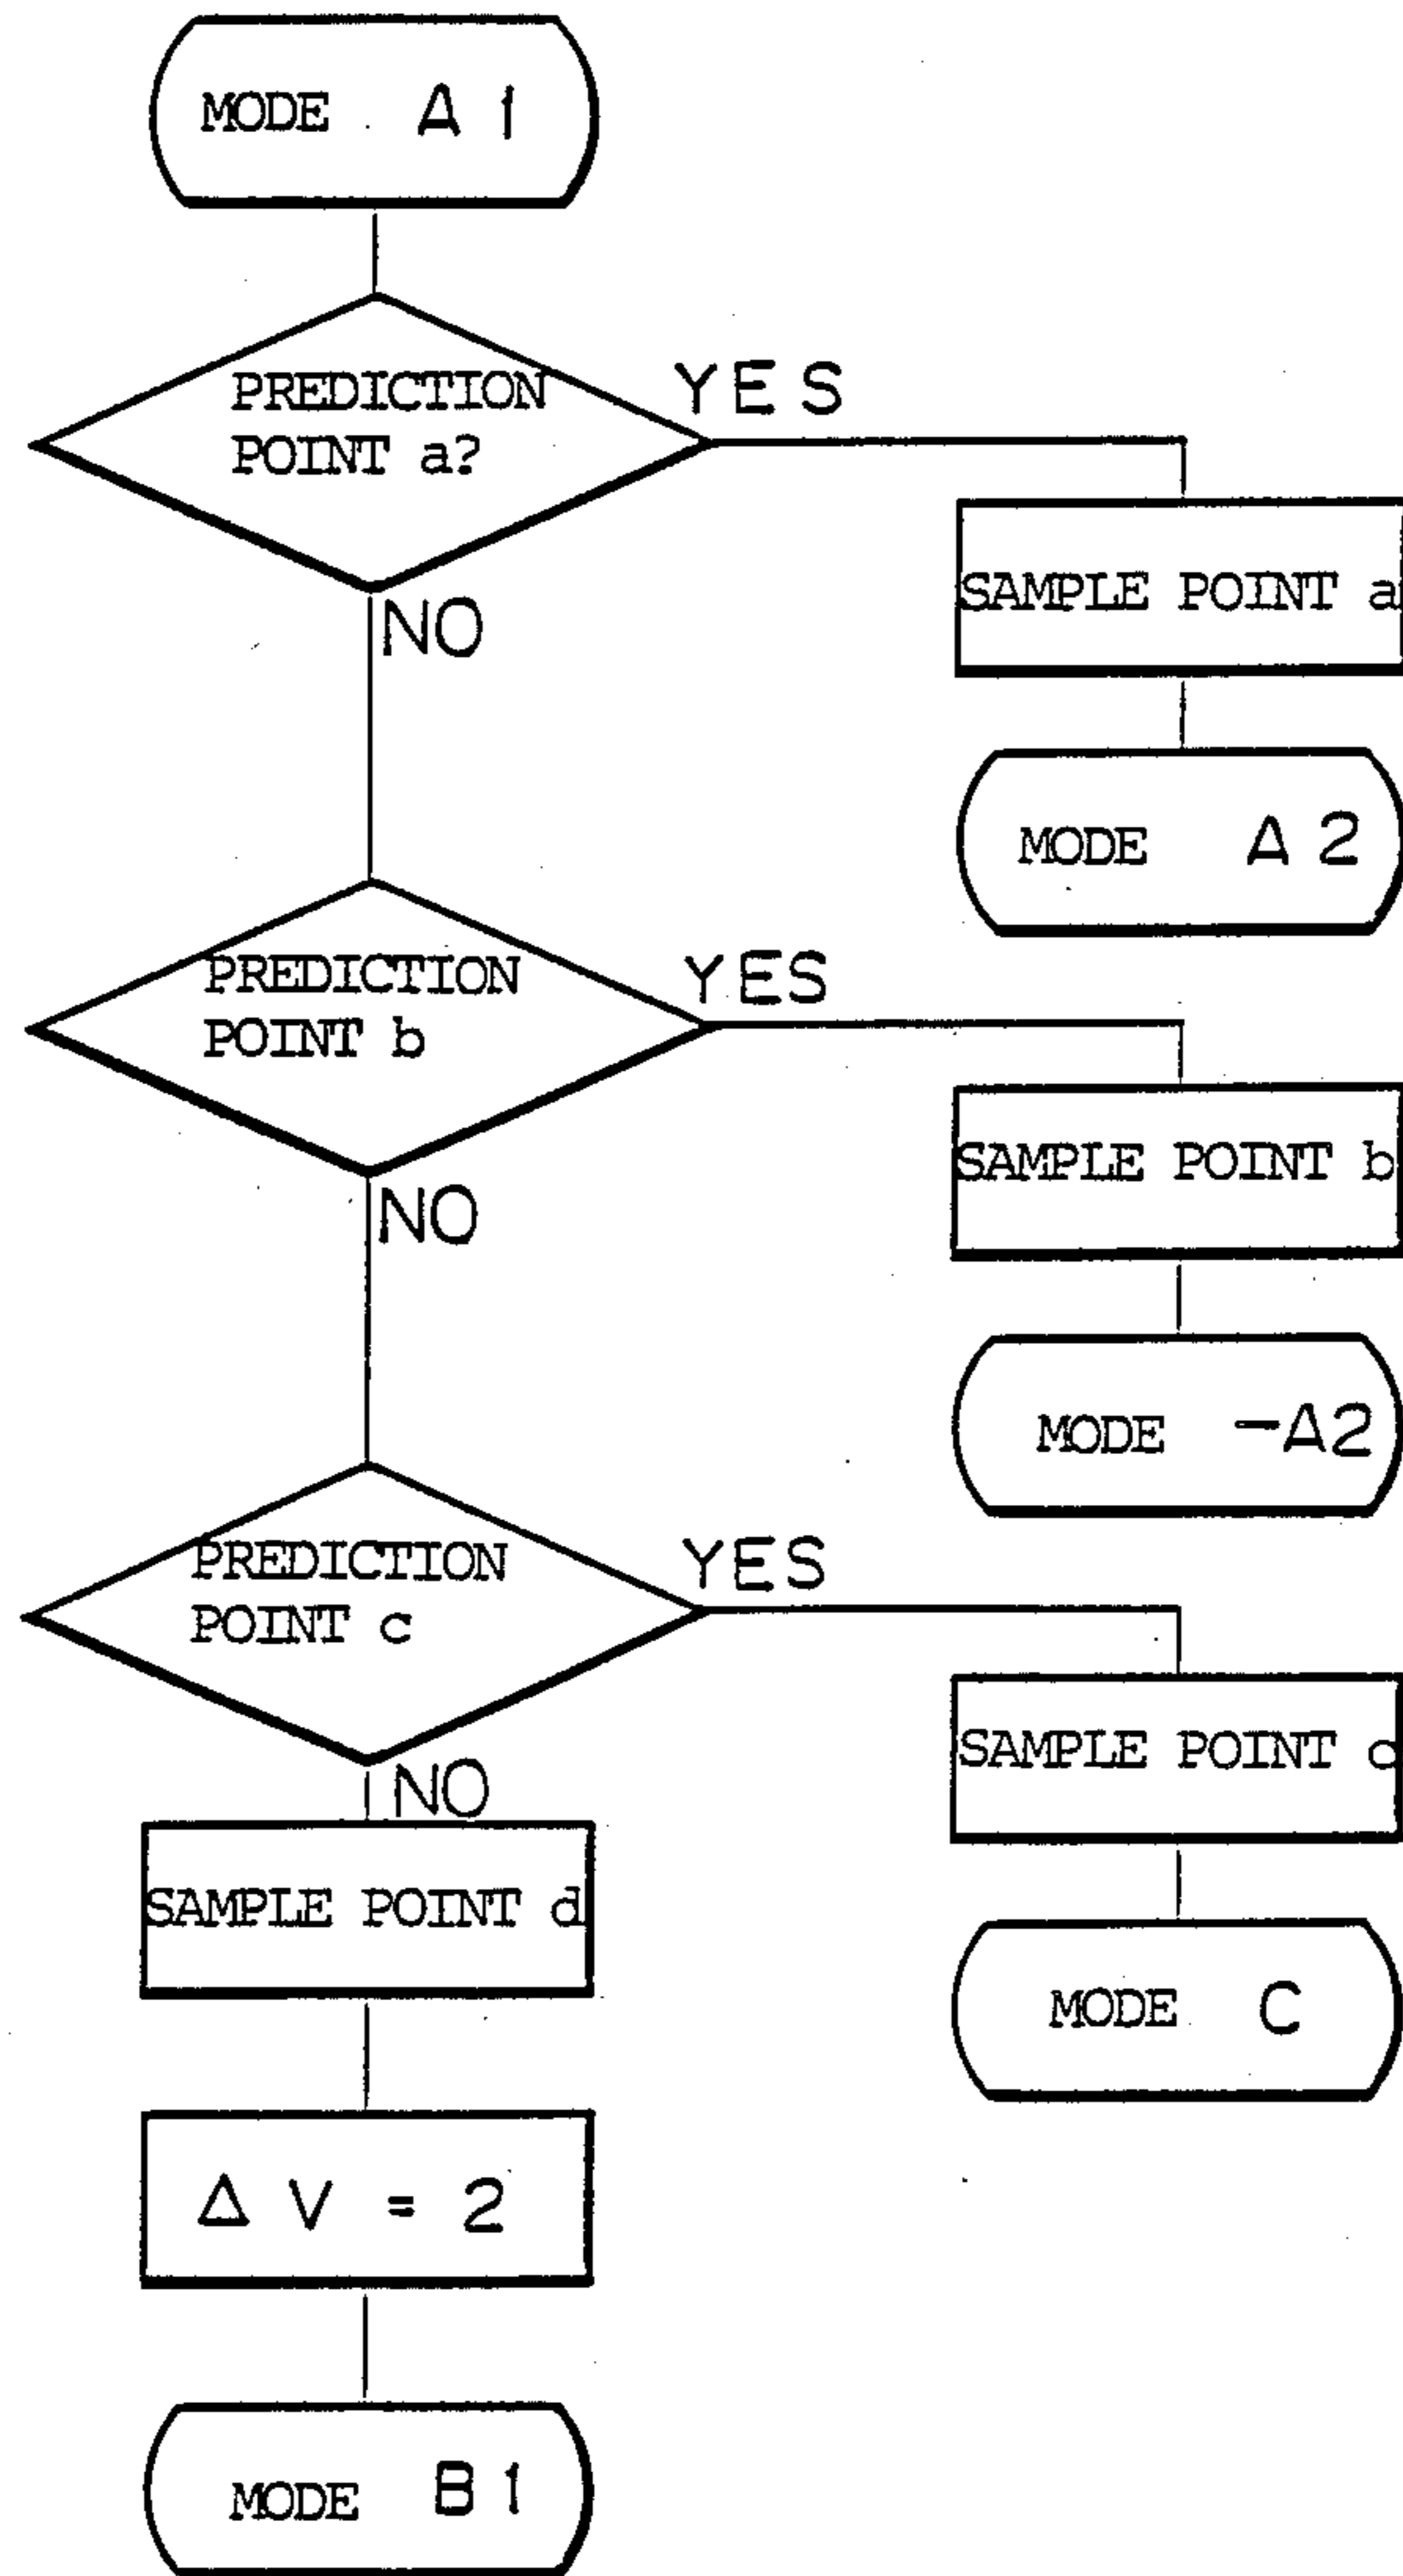 MODE A1
PREDICTION
POINT a?
YES
NO
SAMPLE POINT a
MODE A2
PREDICTION
POINT b
YES
NO
SAMPLE POINT b
MODE -A2
PREDICTION
POINT c
YES
NO
SAMPLE POINT c
MODE C
SAMPLE POINT d
Δ V = 2
MODE B1